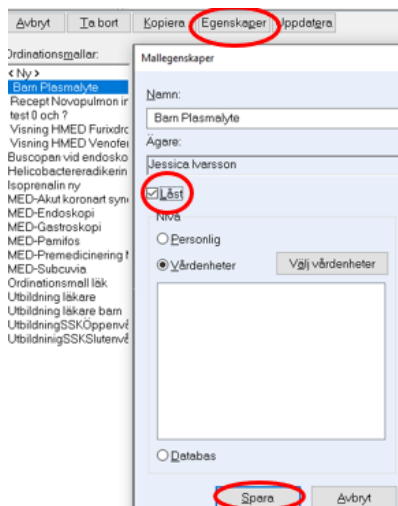 Avbryt Ta bort Kopiera Egenskaper Uppdatera
Ordinationsmallar:
< Ny >
Barn Plasmalyte
Recept Novopulmon
test 0 och ?
Visning HMED
Visning HMED
Buscopan vid
Isoprenalin ny
MED-Akut koronart
MED-Endoskopi
MED-Gastroskopi
MED-Pamifos
MED-Premedicinering
MED-Subcuvia
Ordinationsmall läk
Utbildning läkare
Utbildning läkare barn
Mallegenskaper
Namn:
Barn Plasmalyte
Ägare:
Jessica Ivarsson
Låst
Nivå
Personlig
Vårdenheter Välj vårdenheter
Databas
Spara Avbryt